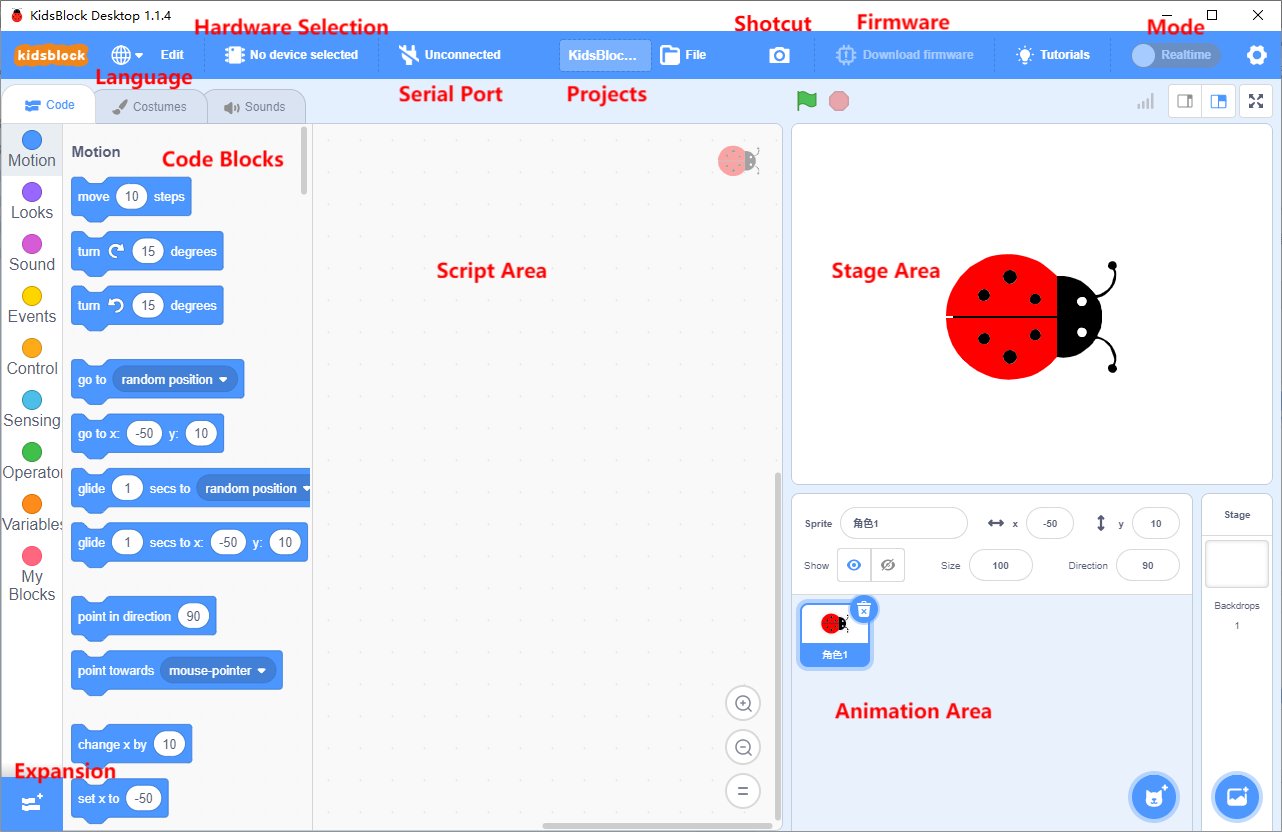 KidsBlock Desktop 1.1.4
Hardware Selection
Shotcut
Firmware
Mode
kidsblock
Edit
No device selected
Unconnected
KidsBloc...
File
Download firmware
Tutorials
Realtime
Language
Serial Port
Projects
Code
Costumes
Sounds
Motion
Looks
Sound
Events
Control
Sensing
Operator
Variables
My
Blocks
Expansion
Motion
Code Blocks
move 10 steps
turn 15 degrees
turn 15 degrees
go to random position
go to x: -50 y: 10
glide 1 secs to random position
glide 1 secs to x: -50 y: 10
point in direction 90
point towards mouse-pointer
change x by 10
set x to -50
Script Area
=
Stage Area
Sprite 角色1 x -50 y 10
Show Size 100 Direction 90
角色1
Animation Area
Stage
Backdrops
1